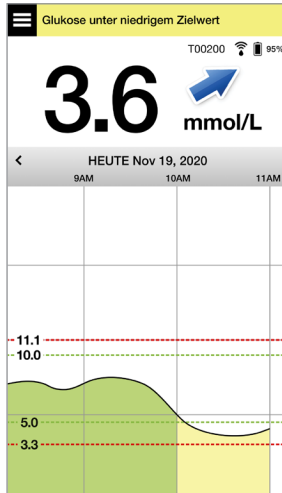 Glukose unter niedrigem Zielwert
T00200 95%
3.6
mmol/L
< HEUTE Nov 19, 2020
9AM 10AM 11AM
11.1
10.0
5.0
3.3